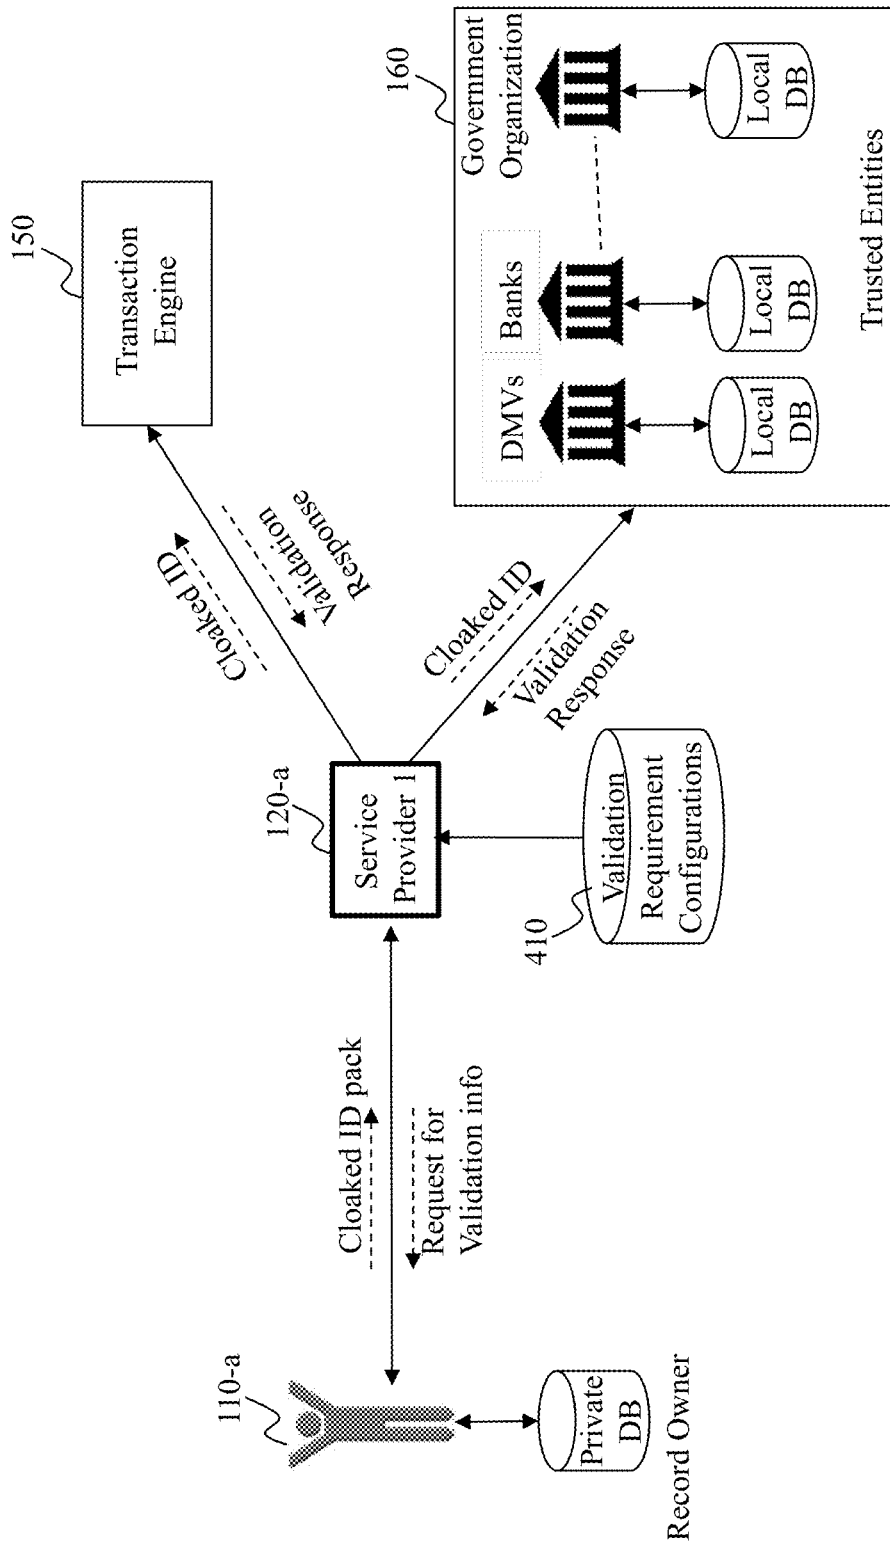 110-a
Private
DB
Record Owner
Cloaked ID pack
Request for
Validation info
120-a
Service
Provider 1
410
Validation
Requirement
Configurations
Cloaked ID
Validation
Response
150
Transaction
Engine
Cloaked ID
Validation
Response
160
DMVs
Banks
Government
Organization
Local
DB
Local
DB
Local
DB
Trusted Entities